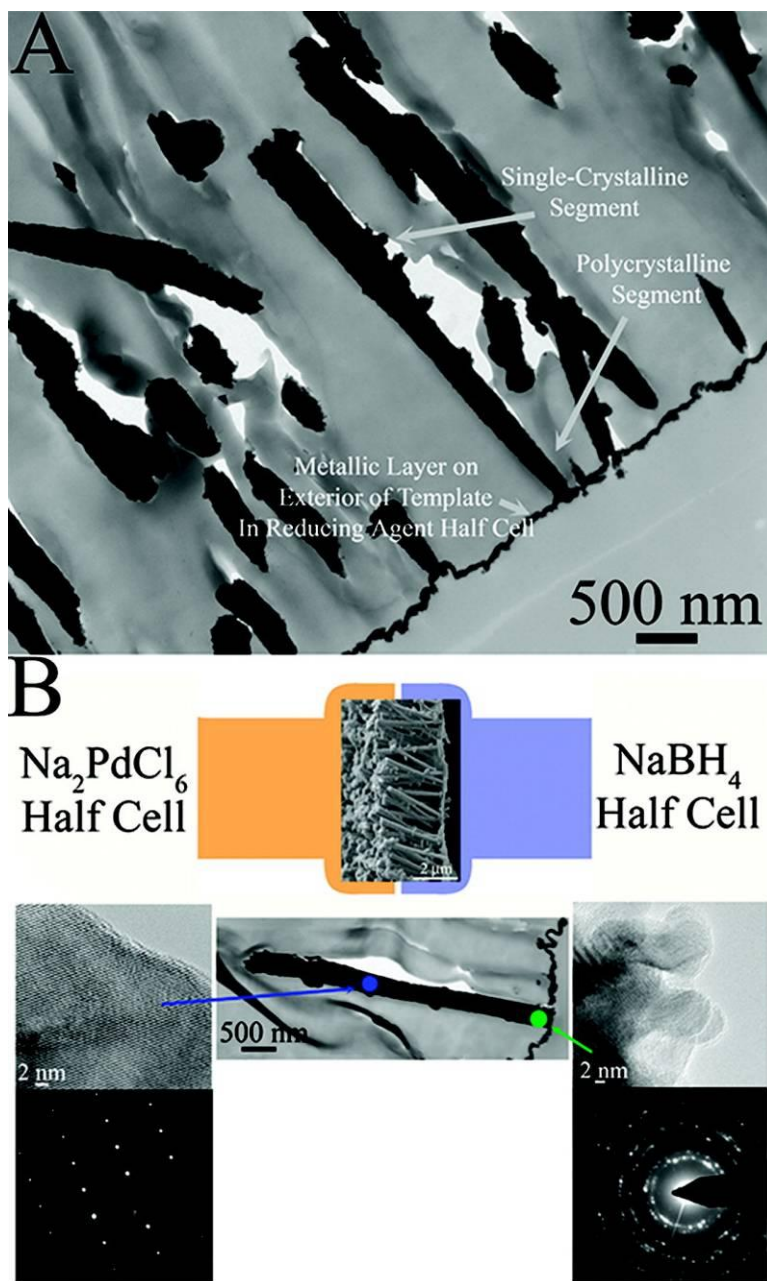 A
Single-Crystalline
Segment
Polycrystalline
Segment
Metallic Layer on
Exterior of Template
In Reducing Agent Half Cell
500 nm
B
Na₂PdCl₆
Half Cell
NaBH₄
Half Cell
2 μm
2 nm
500 nm
2 nm